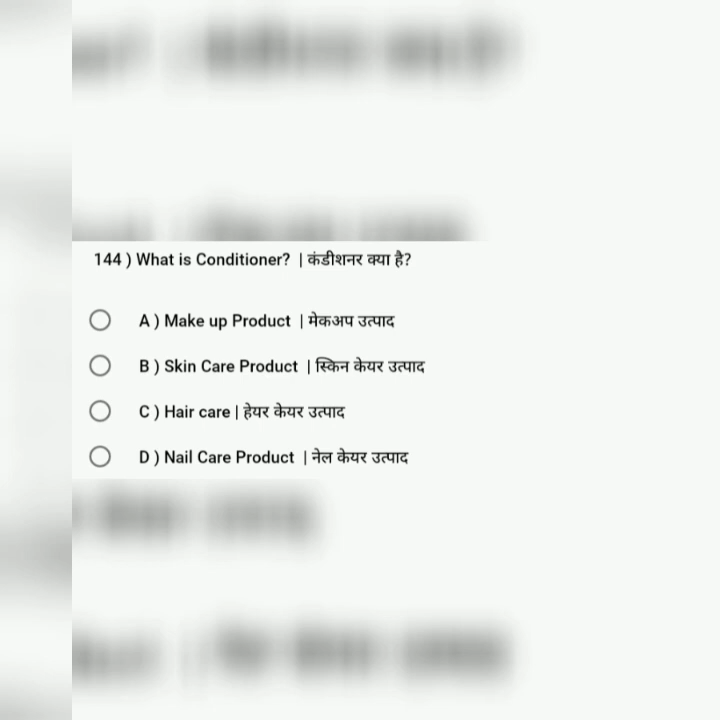 144 ) What is Conditioner? | कंडीशनर क्या है?
A ) Make up Product | मेकअप उत्पाद
B ) Skin Care Product | स्किन केयर उत्पाद
C ) Hair care | हेयर केयर उत्पाद
D ) Nail Care Product | नेल केयर उत्पाद